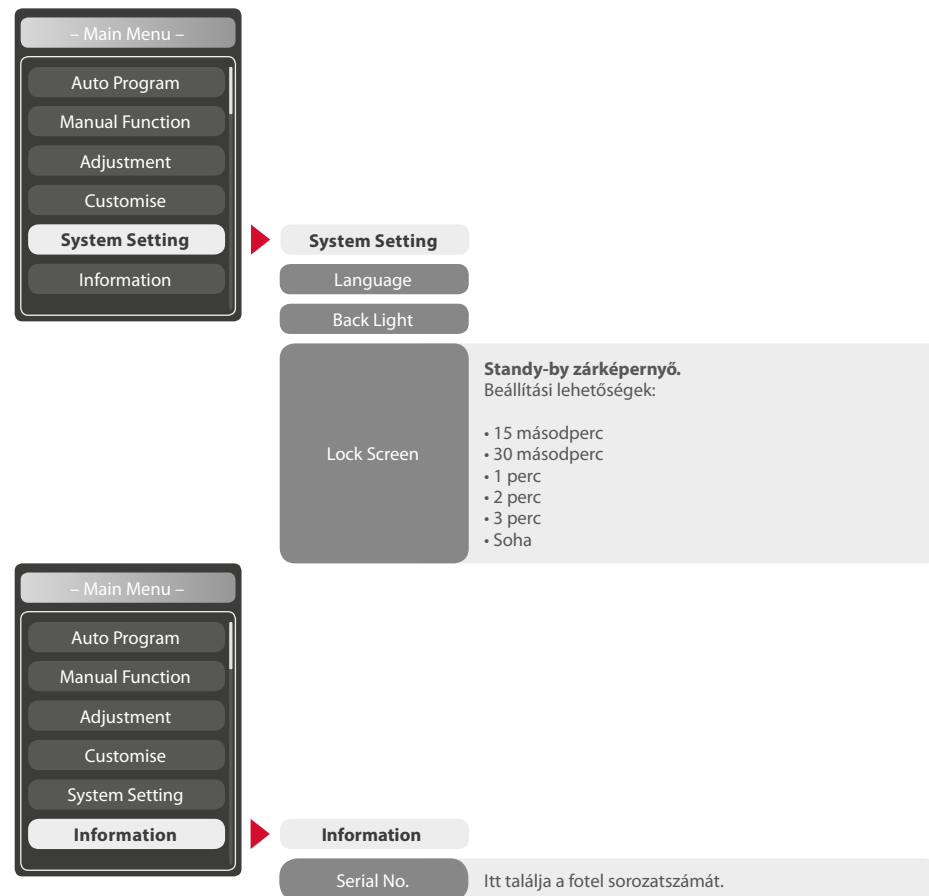 – Main Menu –
Auto Program
Manual Function
Adjustment
Customise
System Setting
Information
System Setting
Language
Back Light
Lock Screen
Standy-by zárképernyő.
Beállítási lehetőségek:
• 15 másodperc
• 30 másodperc
• 1 perc
• 2 perc
• 3 perc
• Soha
– Main Menu –
Auto Program
Manual Function
Adjustment
Customise
System Setting
Information
Information
Serial No.
Itt találja a fotel sorozatszámát.